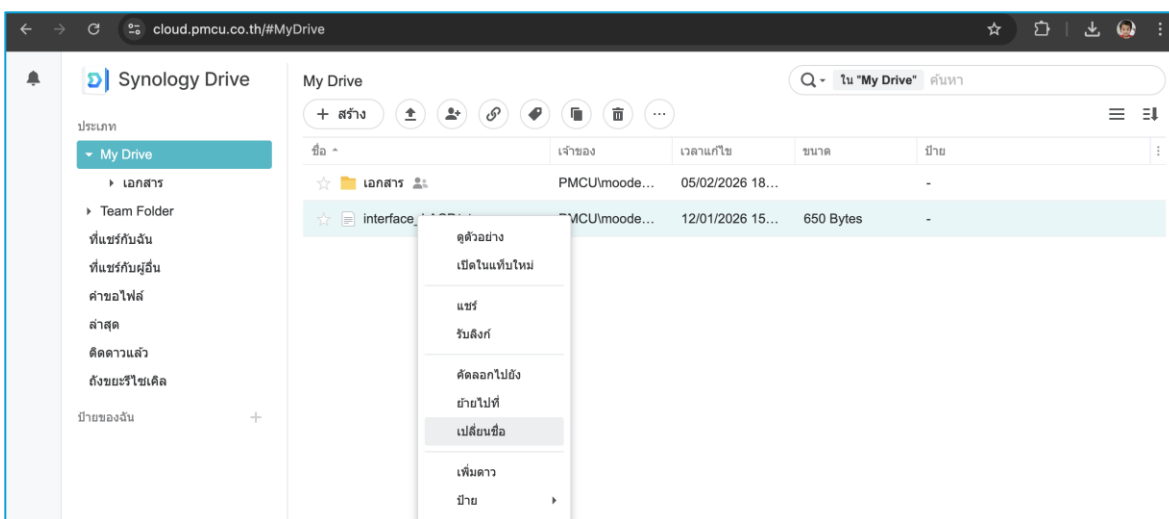 cloud.pmcu.co.th/#MyDrive
Synology Drive
ประเภท
My Drive
เอกสาร
Team Folder
ที่แชร์กับฉัน
ที่แชร์กับผู้อื่น
คำขอไฟล์
ล่าสุด
ติดดาวแล้ว
ถังขยะรีไซเคิล
ป้ายของฉัน
My Drive
ใน "My Drive" ค้นหา
+ สร้าง
ชื่อ เจ้าของ เวลาแก้ไข ขนาด ป้าย
เอกสาร PMCU\moode... 05/02/2026 18... -
interface_ PMCU\moode... 12/01/2026 15... 650 Bytes -
ดูตัวอย่าง
เปิดในแท็บใหม่
แชร์
รับลิงก์
คัดลอกไปยัง
ย้ายไปที่
เปลี่ยนชื่อ
เพิ่มดาว
ป้าย